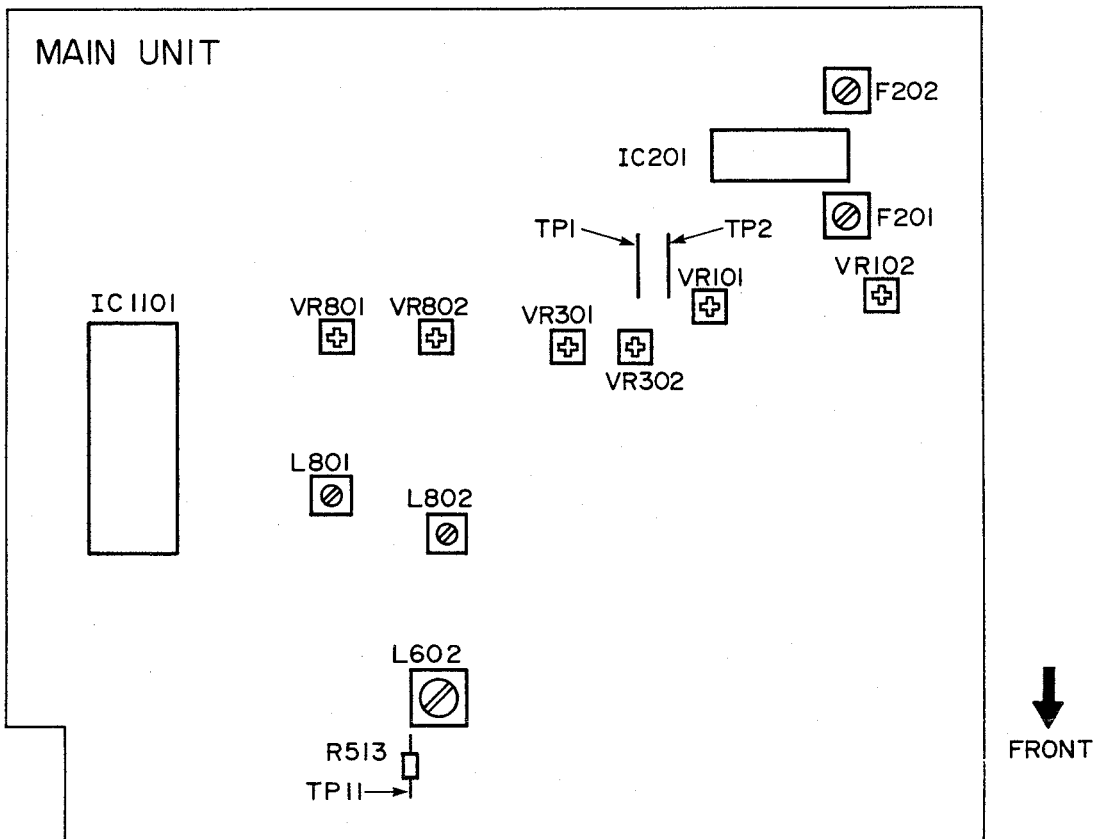 MAIN UNIT
F202
IC201
F201
TP1
TP2
VR102
VR101
IC1101
VR801
VR802
VR301
VR302
L801
L802
L602
R513
FRONT
TP11